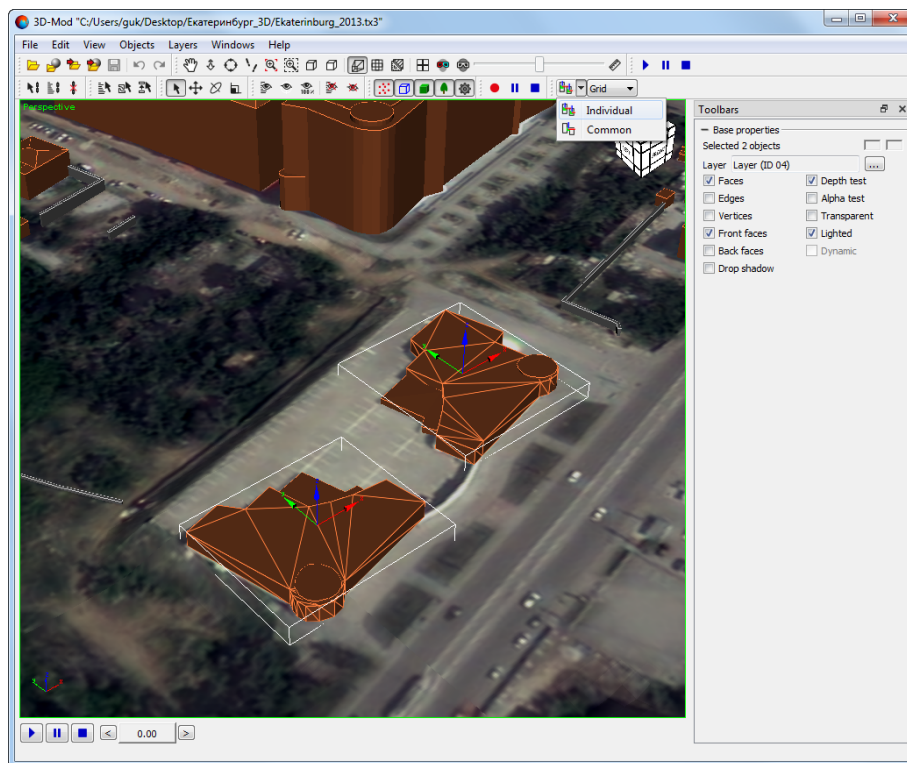 3D-Mod "C:/Users/guk/Desktop/Екатеринбург_3D/Ekaterinburg_2013.tx3"
File Edit View Objects Layers Windows Help
Grid
Individual
Common
Perspective
Toolbars
Base properties
Selected 2 objects
Layer Layer (ID 04) ...
Faces Depth test
Edges Alpha test
Vertices Transparent
Front faces Lighted
Back faces Dynamic
Drop shadow
< 0.00 >